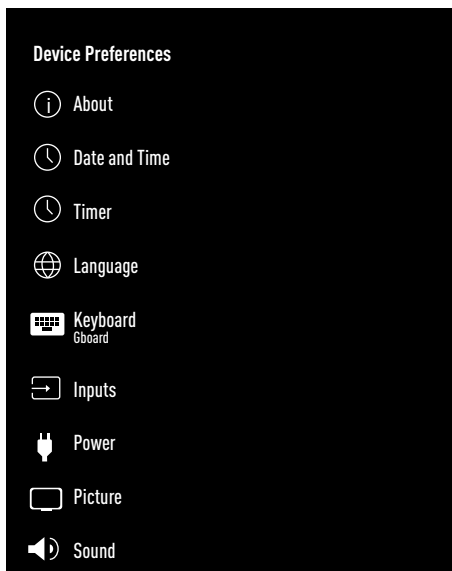 Device Preferences
About
Date and Time
Timer
Language
Keyboard
Gboard
Inputs
Power
Picture
Sound